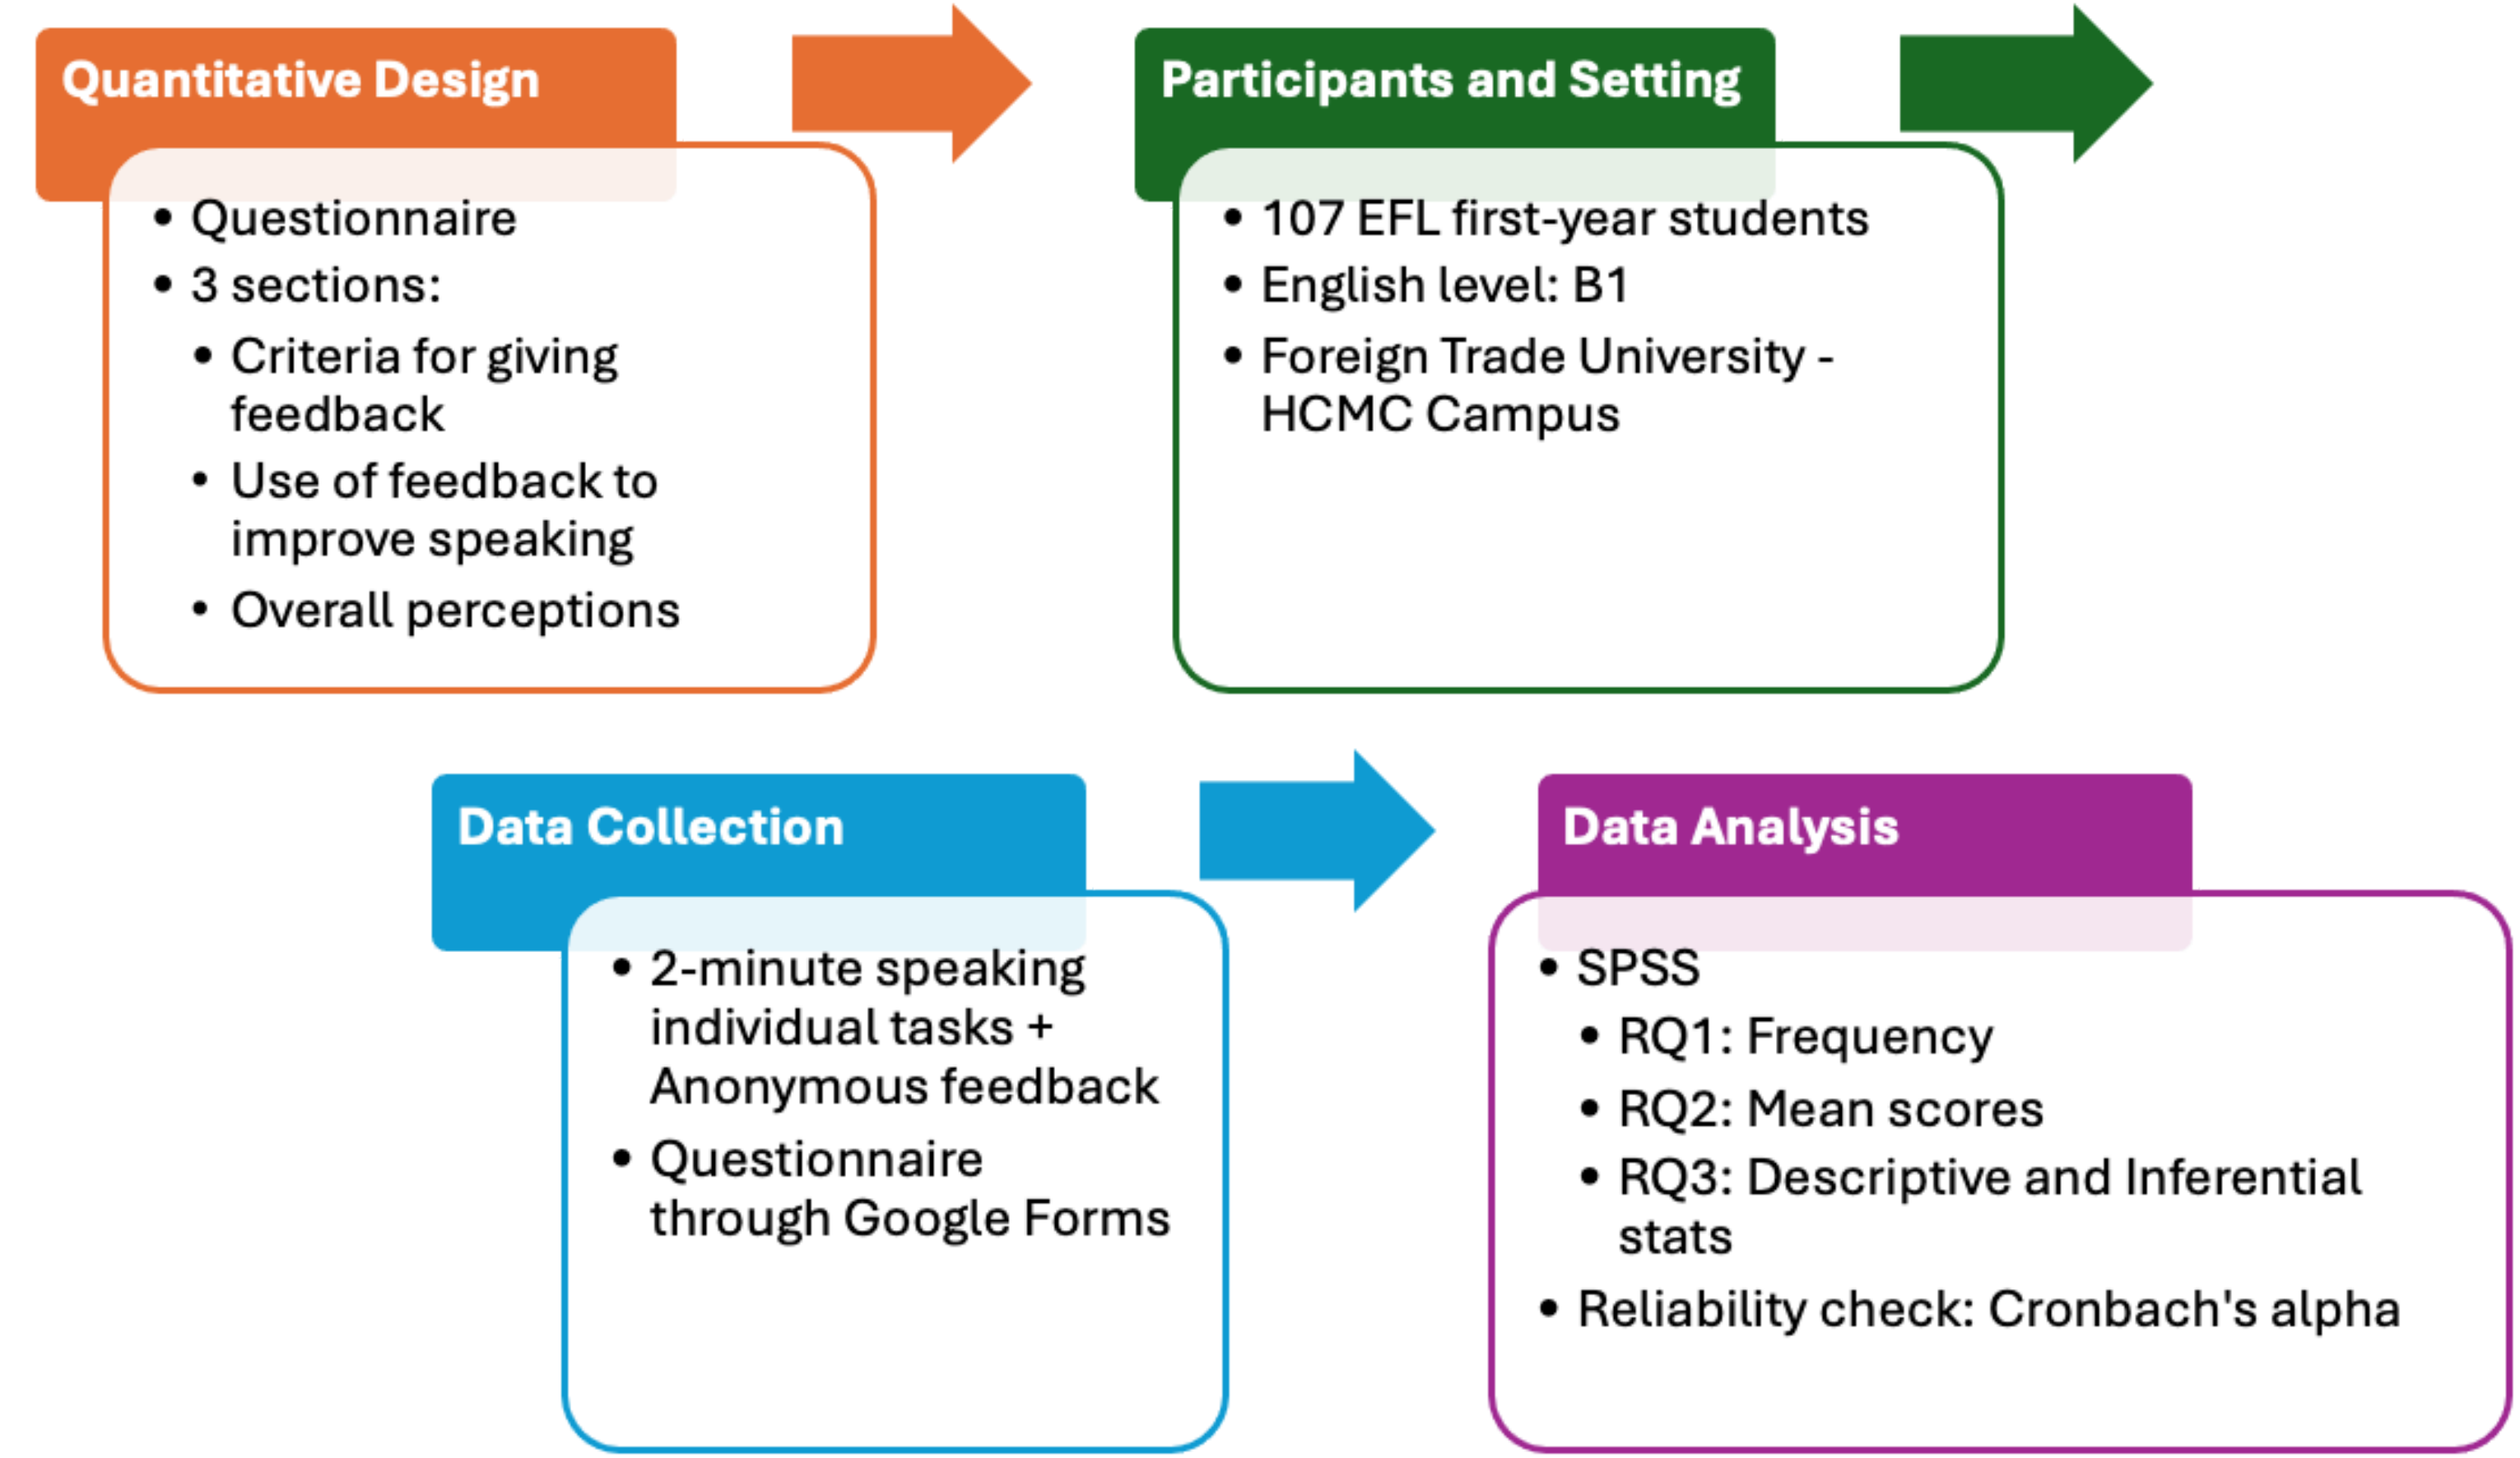 Quantitative Design
• Questionnaire
• 3 sections:
• Criteria for giving
feedback
• Use of feedback to
improve speaking
• Overall perceptions
Participants and Setting
• 107 EFL first-year students
• English level: B1
• Foreign Trade University -
HCMC Campus
Data Collection
• 2-minute speaking
individual tasks +
Anonymous feedback
• Questionnaire
through Google Forms
Data Analysis
• SPSS
• RQ1: Frequency
• RQ2: Mean scores
• RQ3: Descriptive and Inferential
stats
• Reliability check: Cronbach's alpha